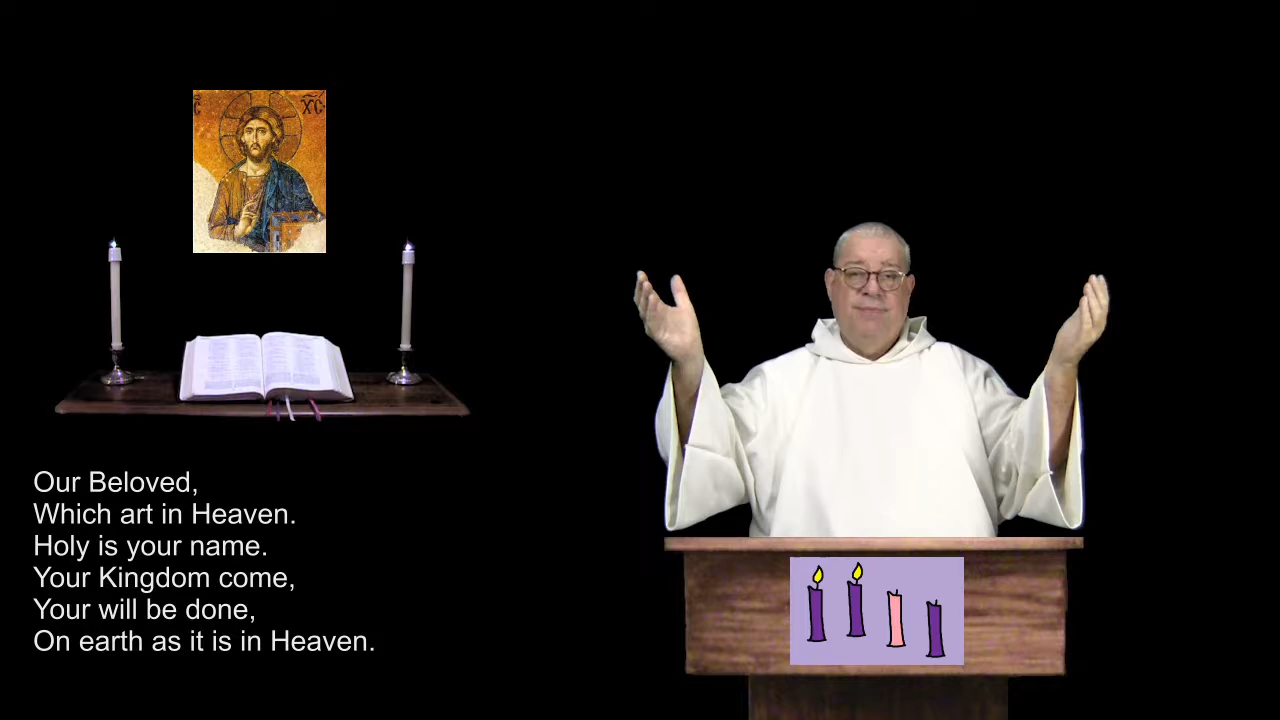 XC
Our Beloved,
Which art in Heaven.
Holy is your name.
Your Kingdom come,
Your will be done,
On earth as it is in Heaven.